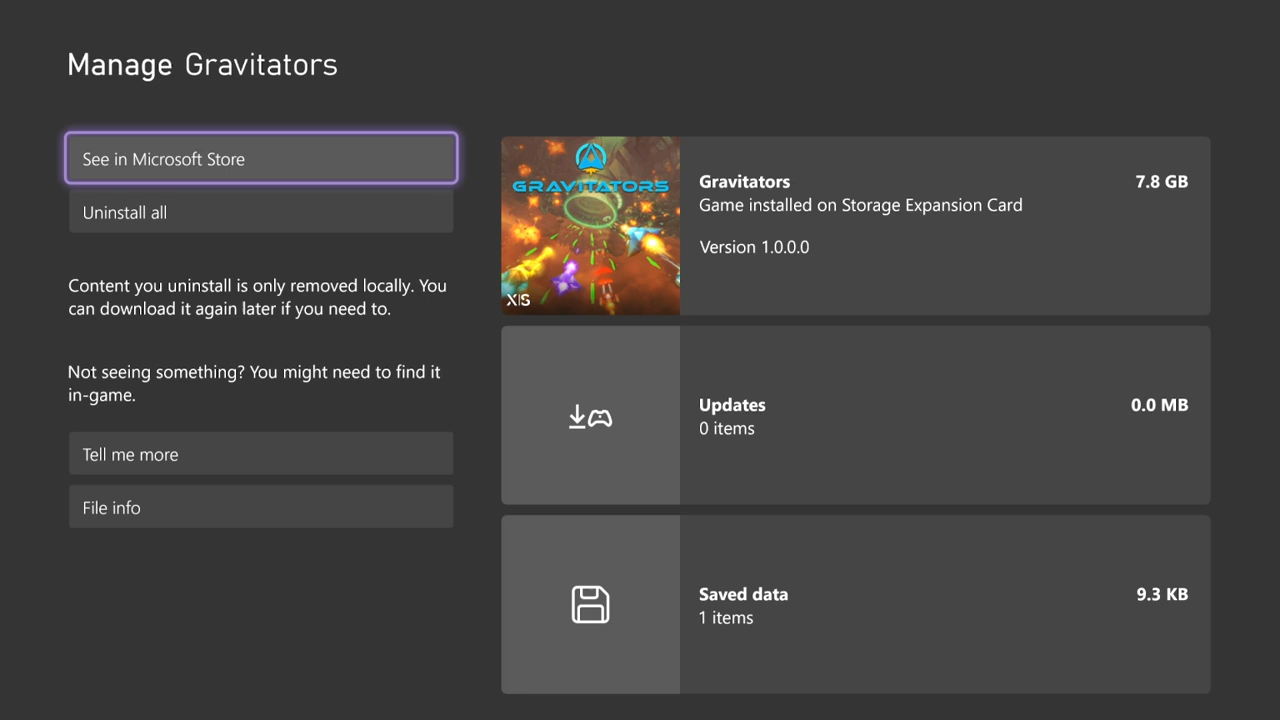 Manage Gravitators
See in Microsoft Store
Uninstall all
Content you uninstall is only removed locally. You
can download it again later if you need to.
Not seeing something? You might need to find it
in-game.
Tell me more
File info
GRAVITATORS
X|S
Gravitators
7.8 GB
Game installed on Storage Expansion Card
Version 1.0.0.0
Updates
0.0 MB
0 items
Saved data
9.3 KB
1 items